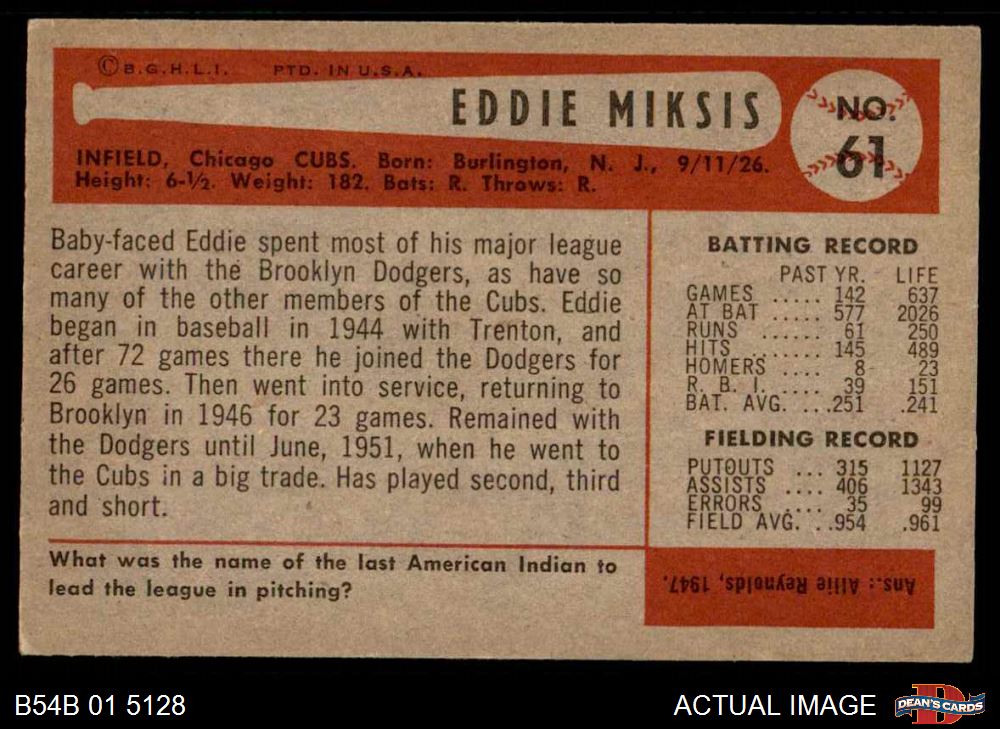 ©B.G.H.L.I. PTD. IN U.S.A.
EDDIE MIKSIS
NO.
61
INFIELD, Chicago CUBS. Born: Burlington, N. J., 9/11/26.
Height: 6-½. Weight: 182. Bats: R. Throws: R.
Baby-faced Eddie spent most of his major league
career with the Brooklyn Dodgers, as have so
many of the other members of the Cubs. Eddie
began in baseball in 1944 with Trenton, and
after 72 games there he joined the Dodgers for
26 games. Then went into service, returning to
Brooklyn in 1946 for 23 games. Remained with
the Dodgers until June, 1951, when he went to
the Cubs in a big trade. Has played second, third
and short.
BATTING RECORD
PAST YR. LIFE
GAMES ..... 142 637
AT BAT ..... 577 2026
RUNS ...... 61 250
HITS ....... 145 489
HOMERS .... 8 23
R. B. I. .... 39 151
BAT. AVG. ...251 .241
FIELDING RECORD
PUTOUTS ... 315 1127
ASSISTS .... 406 1343
ERRORS .... 35 99
FIELD AVG. ..954 .961
What was the name of the last American Indian to
lead the league in pitching?
Ans.: Allie Reynolds, 1947.
B54B 01 5128
ACTUAL IMAGE
D
DEAN'S CARDS